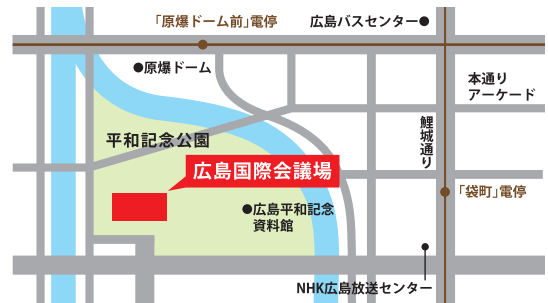 「原爆ドーム前」電停
広島バスセンター
原爆ドーム
本通り
アーケード
平和記念公園
鯉城通り
広島国際会議場
「袋町」電停
広島平和記念
資料館
NHK広島放送センター